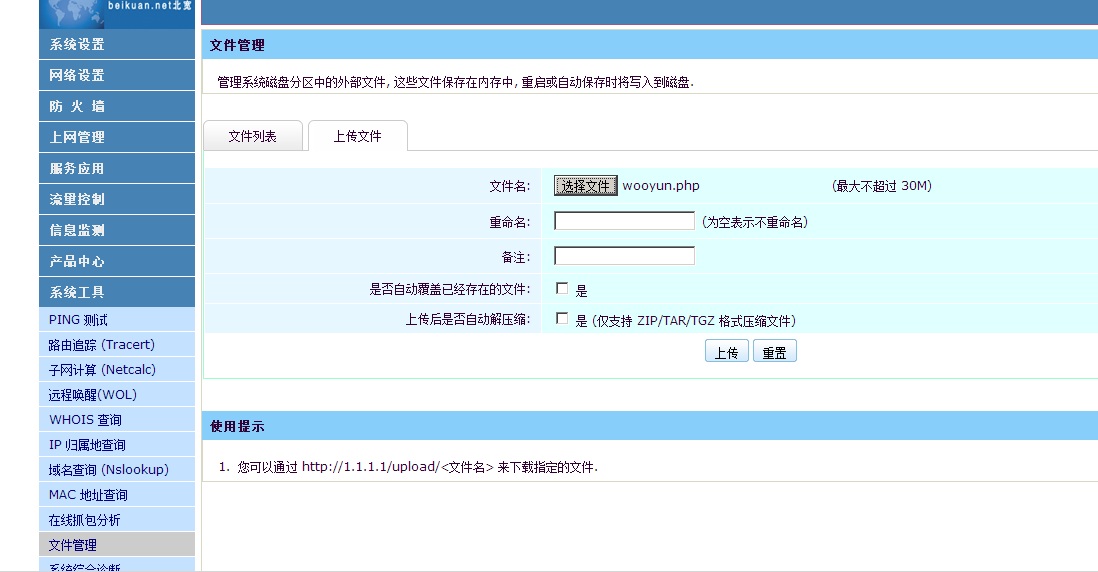 beikuan.net北宽
系统设置
网络设置
防 火 墙
上网管理
服务应用
流量控制
信息监测
产品中心
系统工具
PING 测试
路由追踪 (Tracert)
子网计算 (Netcalc)
远程唤醒(WOL)
WHOIS 查询
IP 归属地查询
域名查询 (Nslookup)
MAC 地址查询
在线抓包分析
文件管理
系统综合诊断
文件管理
管理系统磁盘分区中的外部文件, 这些文件保存在内存中, 重启或自动保存时将写入到磁盘.
文件列表 上传文件
文件名: 选择文件 wooyun.php (最大不超过 30M)
重命名: (为空表示不重命名)
备注:
是否自动覆盖已经存在的文件: 是
上传后是否自动解压缩: 是 (仅支持 ZIP/TAR/TGZ 格式压缩文件)
上传 重置
使用提示
1. 您可以通过 http://1.1.1.1/upload/<文件名> 来下载指定的文件.